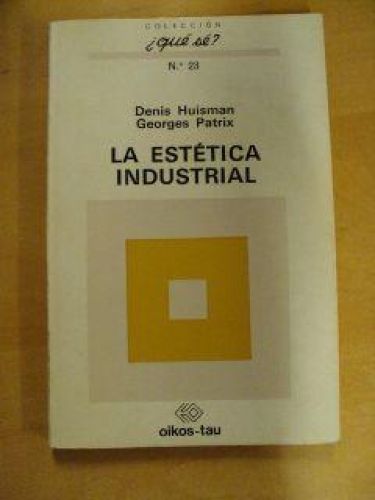 COLECCIÓN
¿qué sé?
N.° 23
Denis Huisman
Georges Patrix
LA ESTÉTICA
INDUSTRIAL
oikos-tau